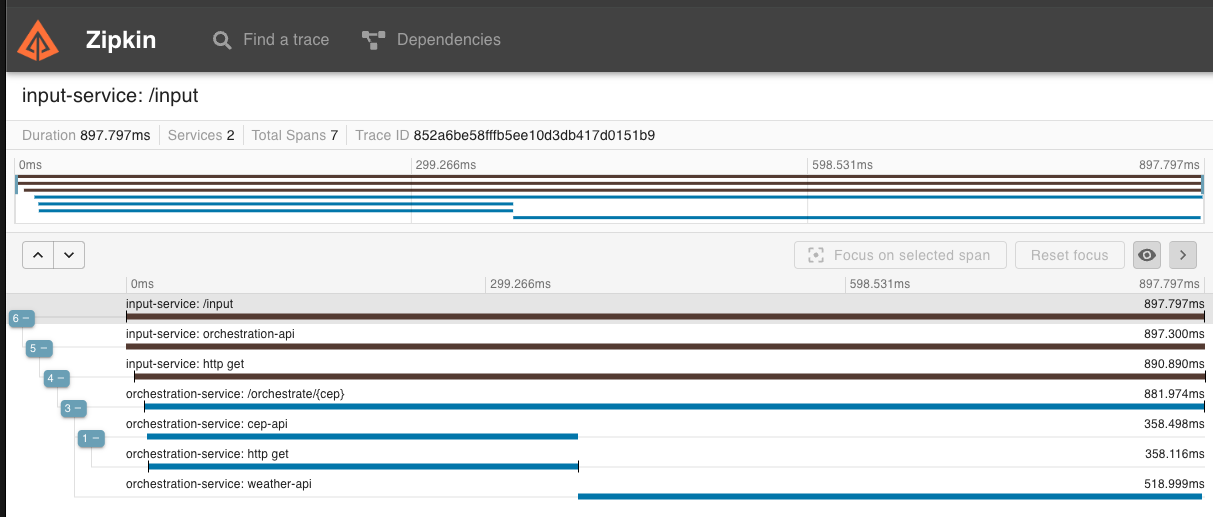 Zipkin Find a trace Dependencies
input-service: /input
Duration 897.797ms Services 2 Total Spans 7 Trace ID 852a6be58fffb5ee10d3db417d0151b9
0ms 299.266ms 598.531ms 897.797ms
Focus on selected span Reset focus
0ms 299.266ms 598.531ms 897.797ms
input-service: /input 897.797ms
6 −
input-service: orchestration-api 897.300ms
5 −
input-service: http get 890.890ms
4 −
orchestration-service: /orchestrate/{cep} 881.974ms
3 −
orchestration-service: cep-api 358.498ms
1 −
orchestration-service: http get 358.116ms
orchestration-service: weather-api 518.999ms